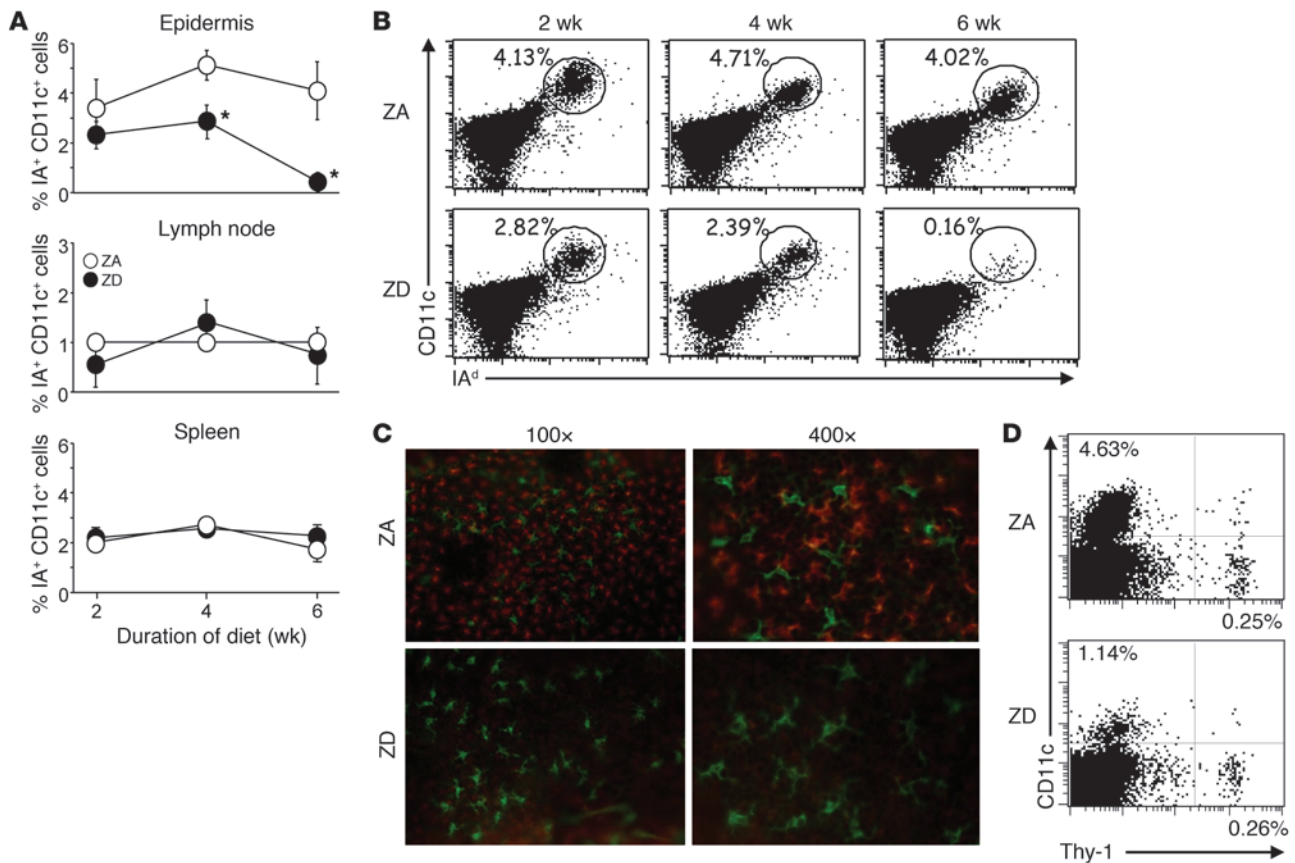 A
Epidermis
% IA⁺ CD11c⁺ cells
6
4
2
0
*
*
Lymph node
ZA
ZD
% IA⁺ CD11c⁺ cells
3
2
1
0
Spleen
% IA⁺ CD11c⁺ cells
6
4
2
0
2 4 6
Duration of diet (wk)
B
2 wk 4 wk 6 wk
ZA
4.13% 4.71% 4.02%
ZD
2.82% 2.39% 0.16%
CD11c
IAᵈ
C
100× 400×
ZA
ZD
D
ZA
4.63%
0.25%
ZD
1.14%
0.26%
CD11c
Thy-1